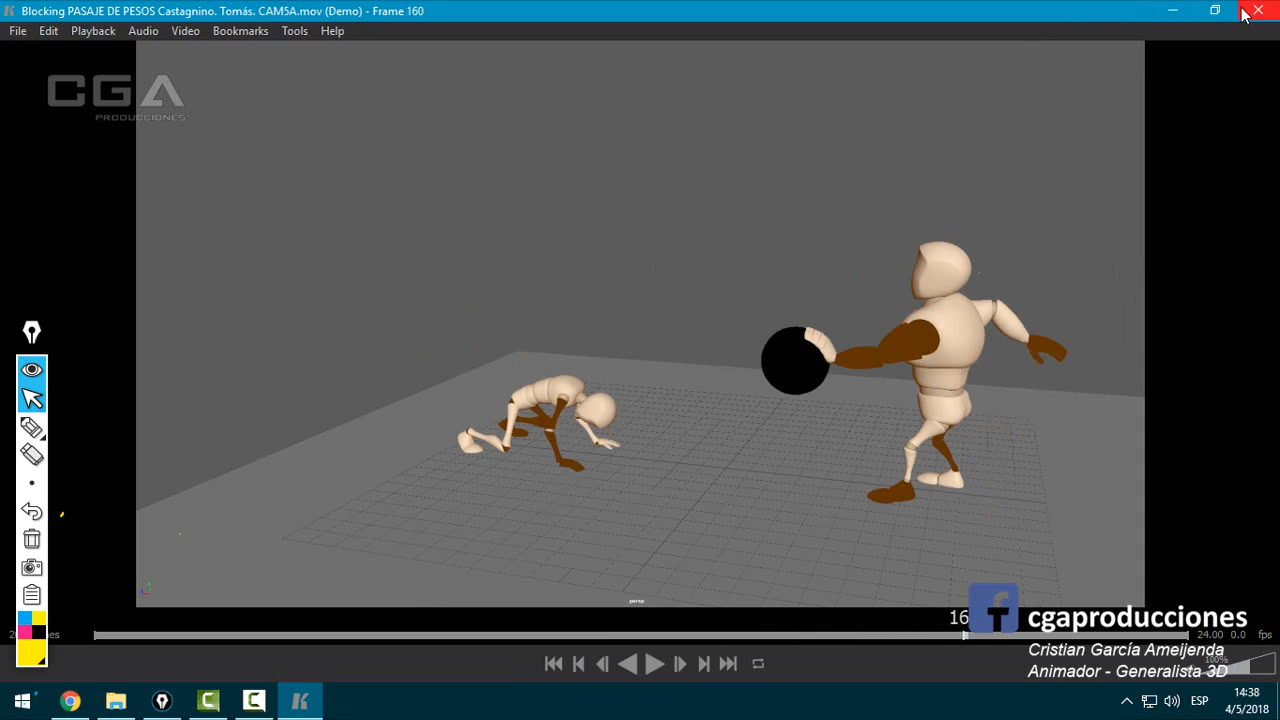 Blocking PASAJE DE PESOS Castagnino. Tomás. CAM5A.mov (Demo) - Frame 160
File Edit Playback Audio Video Bookmarks Tools Help
CGA
PRODUCCIONES
persp
16
cgaproducciones
24.00 0.0 fps
Cristian García Ameijenda
100%
Animador - Generalista 3D
ESP
14:38
4/5/2018